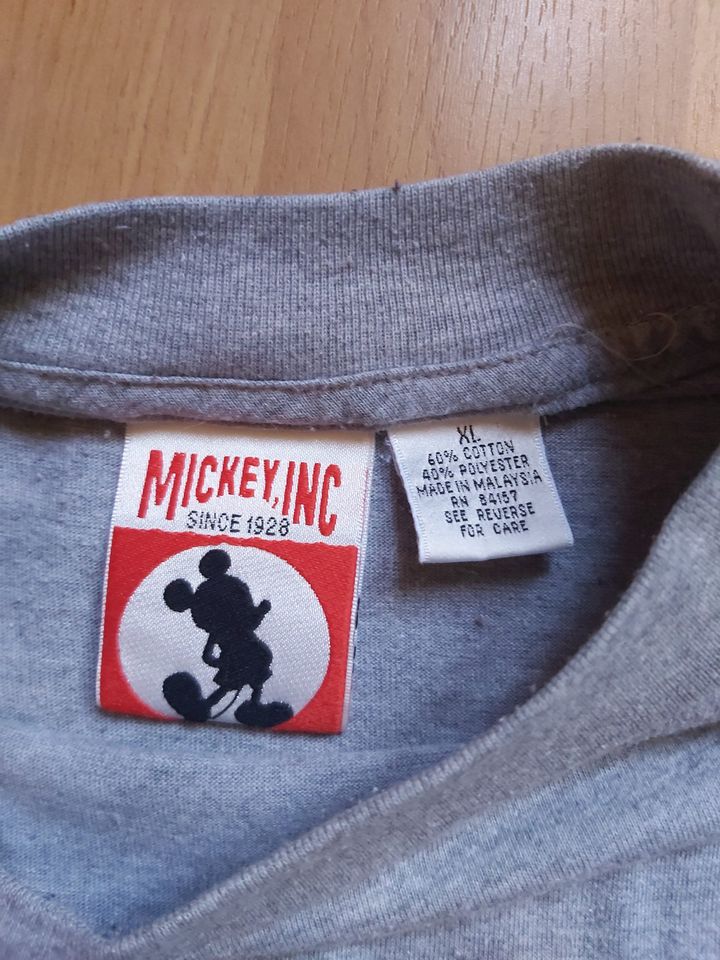 MICKEY, INC
SINCE 1928
XL
60% COTTON
40% POLYESTER
MADE IN MALAYSIA
RN 84157
SEE REVERSE
FOR CARE